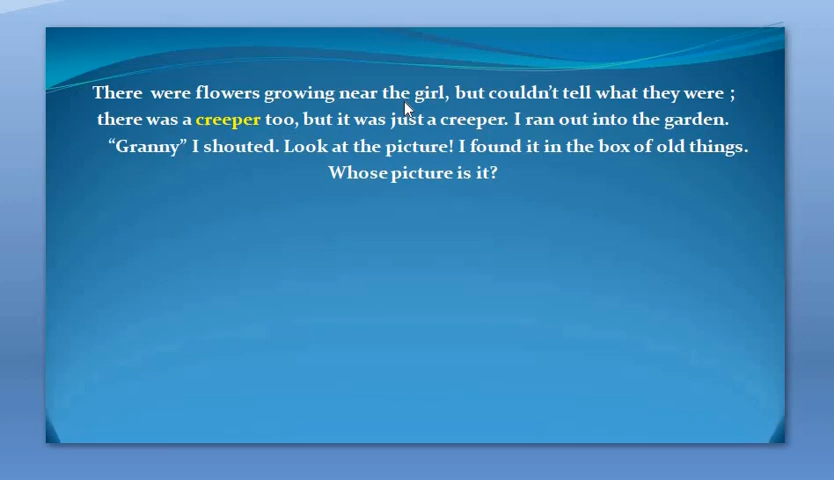 There were flowers growing near the girl, but couldn't tell what they were ;
there was a creeper too, but it was just a creeper. I ran out into the garden.
“Granny” I shouted. Look at the picture! I found it in the box of old things.
Whose picture is it?